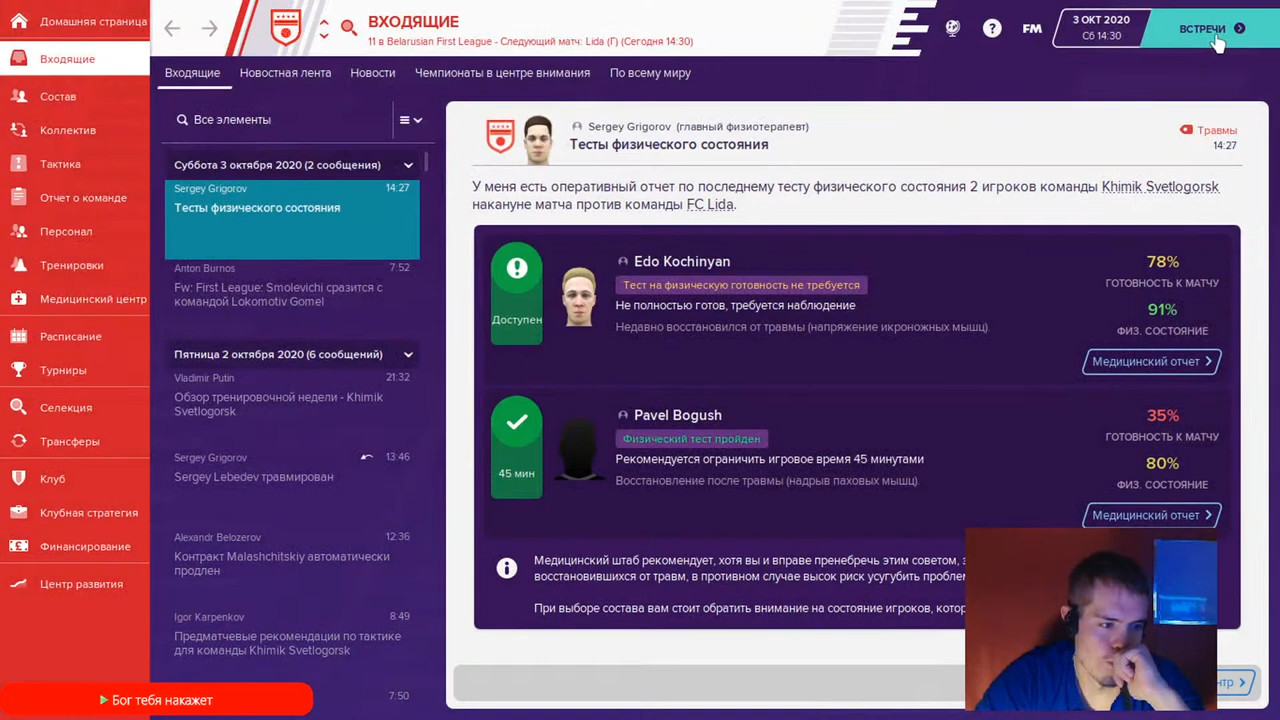 Домашняя страница
Входящие
Состав
Коллектив
Тактика
Отчет о команде
Персонал
Тренировки
Медицинский центр
Расписание
Турниры
Селекция
Трансферы
Клуб
Клубная стратегия
Финансирование
Центр развития
Бог тебя накажет
ВХОДЯЩИЕ
11 в Belarusian First League - Следующий матч: Lida (Г) (Сегодня 14:30)
?
FM
3 ОКТ 2020
Сб 14:30
ВСТРЕЧИ
Входящие
Новостная лента
Новости
Чемпионаты в центре внимания
По всему миру
Все элементы
Суббота 3 октября 2020 (2 сообщения)
Sergey Grigorov 14:27
Тесты физического состояния
Anton Burnos 7:52
Fw: First League: Smolevichi сразится с
командой Lokomotiv Gomel
Пятница 2 октября 2020 (6 сообщений)
Vladimir Putin 21:32
Обзор тренировочной недели - Khimik
Svetlogorsk
Sergey Grigorov 13:46
Sergey Lebedev травмирован
Alexandr Belozerov 12:36
Контракт Malashchitskiy автоматически
продлен
Igor Karpenkov 8:49
Предматчевые рекомендации по тактике
для команды Khimik Svetlogorsk
7:50
Sergey Grigorov (главный физиотерапевт)
Тесты физического состояния
Травмы
14:27
У меня есть оперативный отчет по последнему тесту физического состояния 2 игроков команды Khimik Svetlogorsk
накануне матча против команды FC Lida.
Доступен
Edo Kochinyan
Тест на физическую готовность не требуется
Не полностью готов, требуется наблюдение
Недавно восстановился от травмы (напряжение икроножных мышц).
78%
ГОТОВНОСТЬ К МАТЧУ
91%
ФИЗ. СОСТОЯНИЕ
Медицинский отчет
45 мин
Pavel Bogush
Физический тест пройден
Рекомендуется ограничить игровое время 45 минутами
Восстановление после травмы (надрыв паховых мышц).
35%
ГОТОВНОСТЬ К МАТЧУ
80%
ФИЗ. СОСТОЯНИЕ
Медицинский отчет
Медицинский штаб рекомендует, хотя вы и вправе пренебречь этим советом,
восстановившихся от травм, в противном случае высок риск усугубить
При выборе состава вам стоит обратить внимание на состояние игроков,